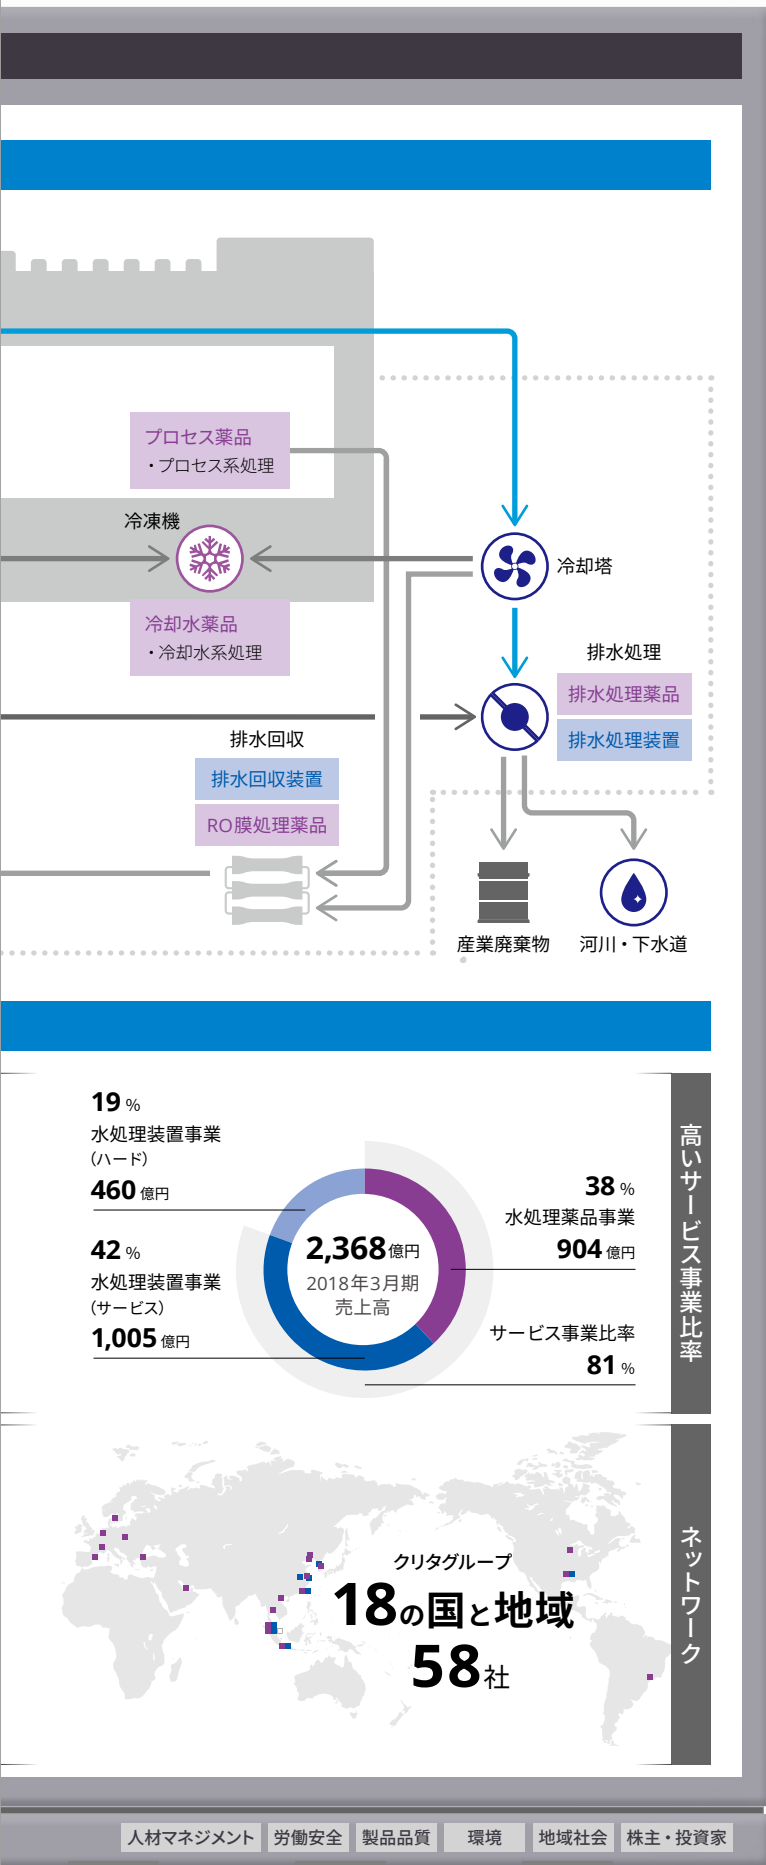 プロセス薬品
・プロセス系処理
冷凍機
冷却塔
冷却水薬品
・冷却水系処理
排水処理
排水処理薬品
排水処理装置
排水回収
排水回収装置
RO膜処理薬品
産業廃棄物
河川・下水道
高いサービス事業比率
19 %
水処理装置事業
(ハード)
460 億円
42 %
水処理装置事業
(サービス)
1,005 億円
2,368億円
2018年3月期
売上高
38 %
水処理薬品事業
904 億円
サービス事業比率
81 %
ネットワーク
クリタグループ
18の国と地域
58社
人材マネジメント
労働安全
製品品質
環境
地域社会
株主・投資家